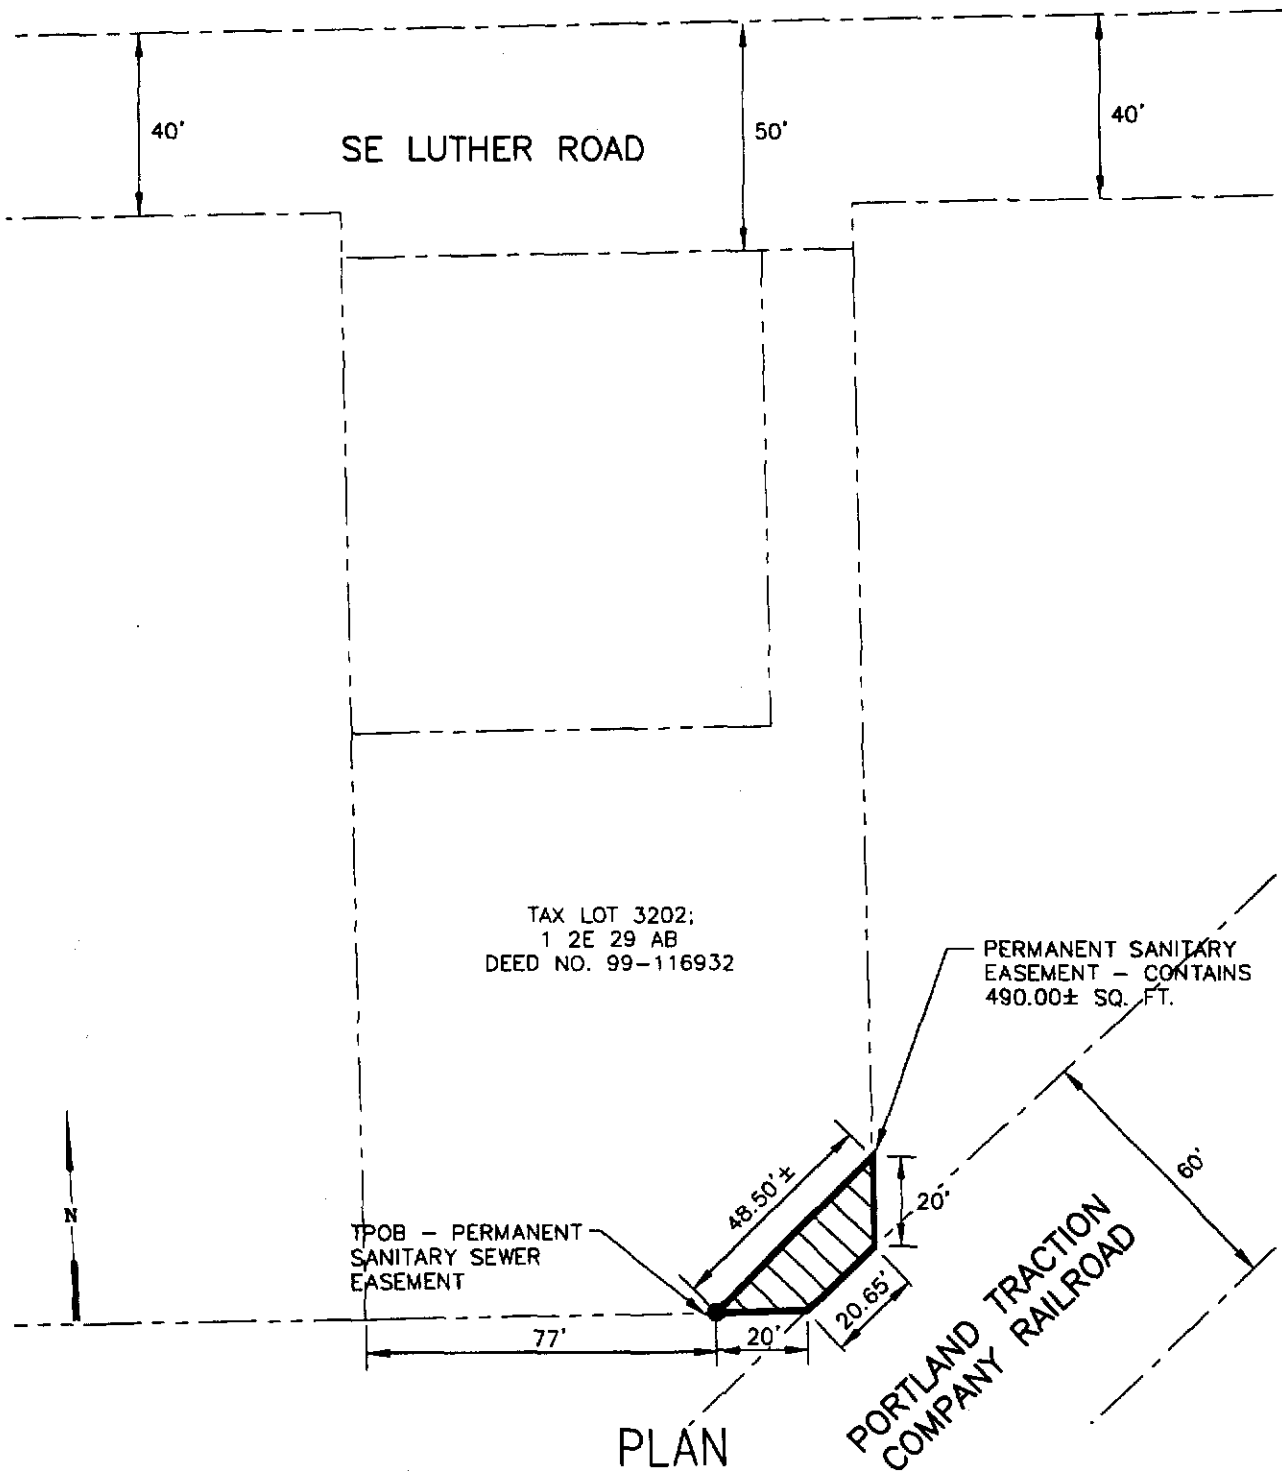 40'
SE LUTHER ROAD
50'
40'
TAX LOT 3202;
1 2E 29 AB
DEED NO. 99-116932
PERMANENT SANITARY
EASEMENT - CONTAINS
490.00± SQ. FT.
48.50'±
20'
60'
N
TPOB - PERMANENT
SANITARY SEWER
EASEMENT
77'
20'
20.65'
PORTLAND TRACTION
COMPANY RAILROAD
PLAN